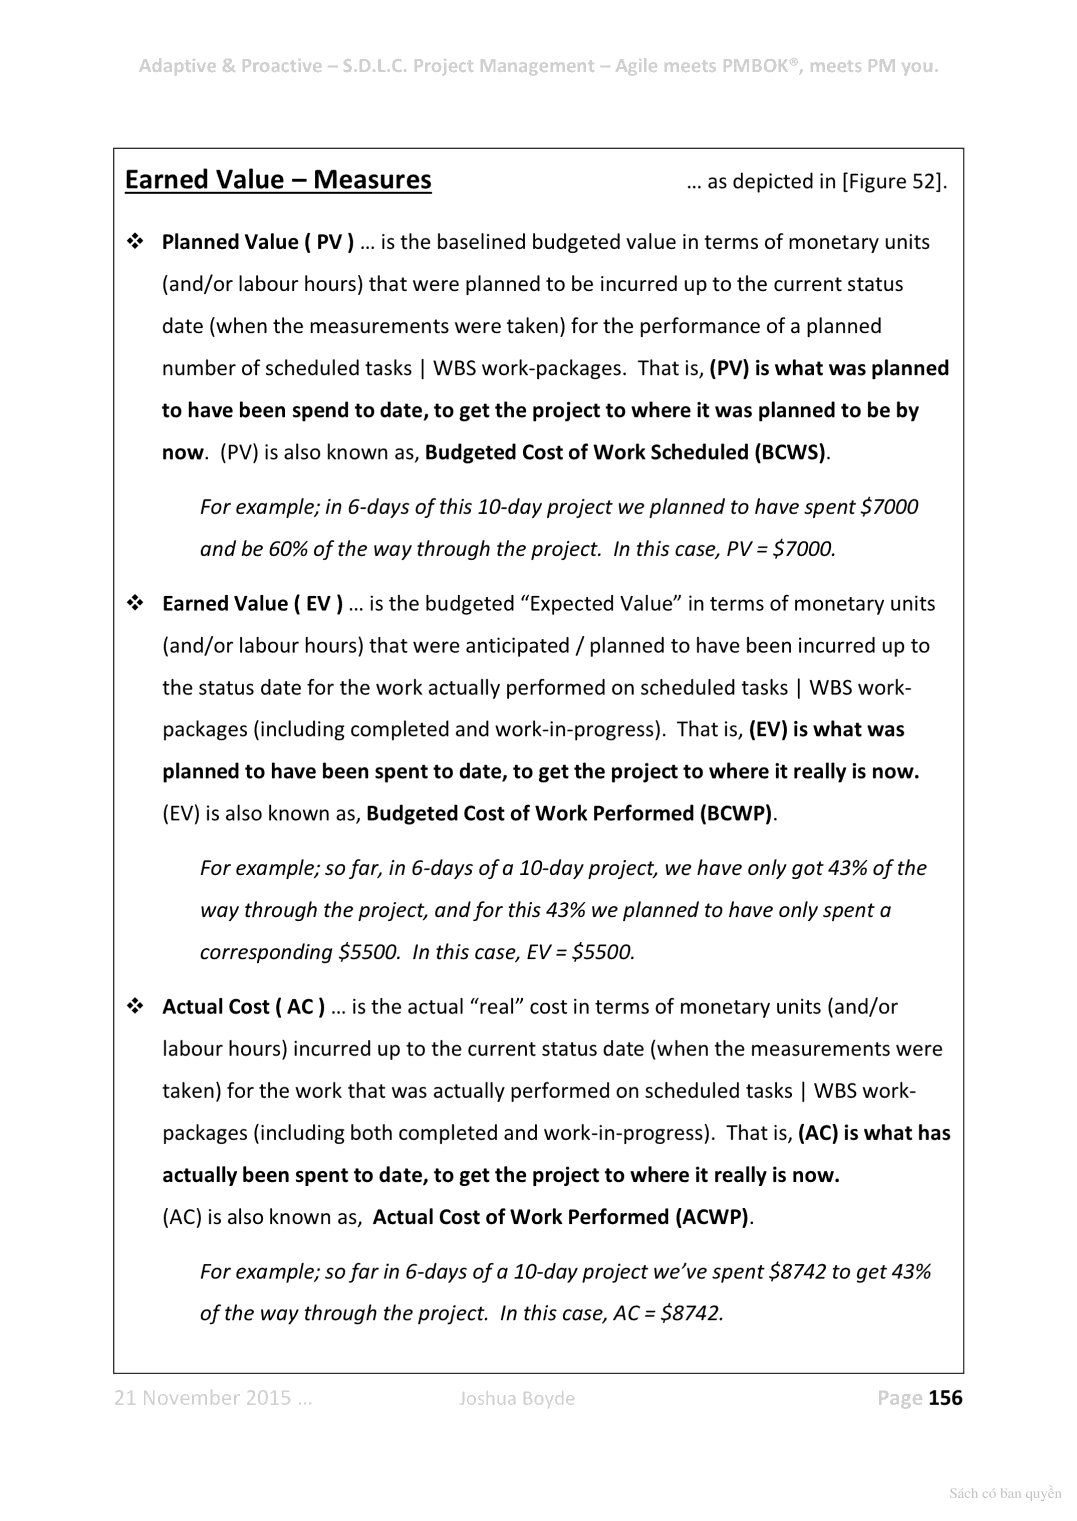 Adaptive & Proactive – S.D.L.C. Project Management – Agile meets PMBOK®, meets PM you.
Earned Value – Measures ... as depicted in [Figure 52].
❖ Planned Value ( PV ) ... is the baselined budgeted value in terms of monetary units
(and/or labour hours) that were planned to be incurred up to the current status
date (when the measurements were taken) for the performance of a planned
number of scheduled tasks | WBS work-packages. That is, (PV) is what was planned
to have been spend to date, to get the project to where it was planned to be by
now. (PV) is also known as, Budgeted Cost of Work Scheduled (BCWS).
For example; in 6-days of this 10-day project we planned to have spent $7000
and be 60% of the way through the project. In this case, PV = $7000.
❖ Earned Value ( EV ) ... is the budgeted “Expected Value” in terms of monetary units
(and/or labour hours) that were anticipated / planned to have been incurred up to
the status date for the work actually performed on scheduled tasks | WBS work-
packages (including completed and work-in-progress). That is, (EV) is what was
planned to have been spent to date, to get the project to where it really is now.
(EV) is also known as, Budgeted Cost of Work Performed (BCWP).
For example; so far, in 6-days of a 10-day project, we have only got 43% of the
way through the project, and for this 43% we planned to have only spent a
corresponding $5500. In this case, EV = $5500.
❖ Actual Cost ( AC ) ... is the actual “real” cost in terms of monetary units (and/or
labour hours) incurred up to the current status date (when the measurements were
taken) for the work that was actually performed on scheduled tasks | WBS work-
packages (including both completed and work-in-progress). That is, (AC) is what has
actually been spent to date, to get the project to where it really is now.
(AC) is also known as, Actual Cost of Work Performed (ACWP).
For example; so far in 6-days of a 10-day project we’ve spent $8742 to get 43%
of the way through the project. In this case, AC = $8742.
21 November 2015 ... Joshua Boyde Page 156
Sách có bản quyền